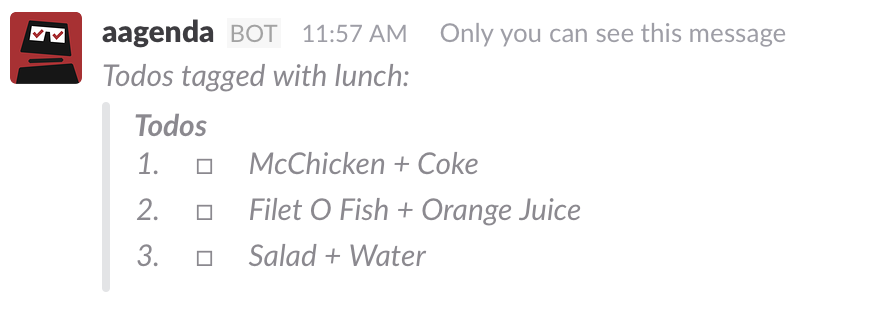 aagenda BOT 11:57 AM Only you can see this message
Todos tagged with lunch:
Todos
1. □ McChicken + Coke
2. □ Filet O Fish + Orange Juice
3. □ Salad + Water